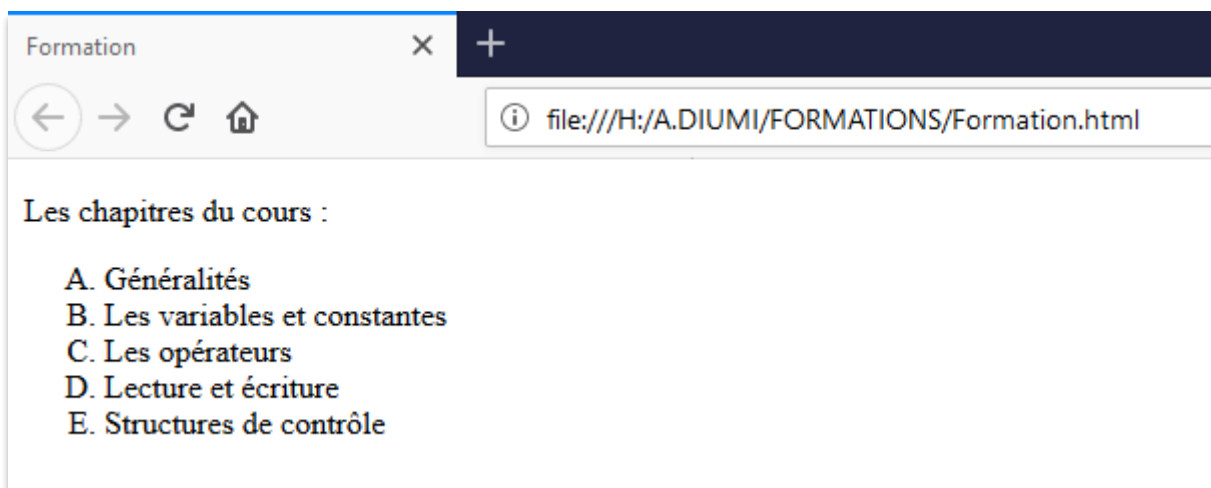 Formation
file:///H:/A.DIUMI/FORMATIONS/Formation.html
Les chapitres du cours :
A. Généralités
B. Les variables et constantes
C. Les opérateurs
D. Lecture et écriture
E. Structures de contrôle